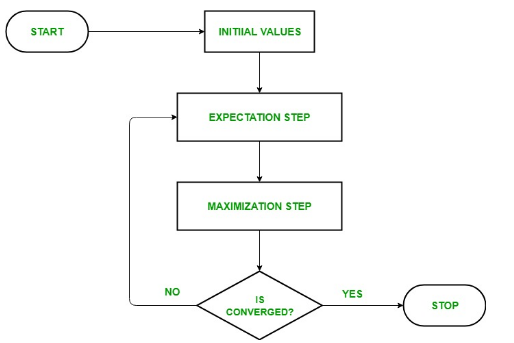 START
INITIIAL VALUES
EXPECTATION STEP
MAXIMIZATION STEP
IS
CONVERGED?
NO
YES
STOP